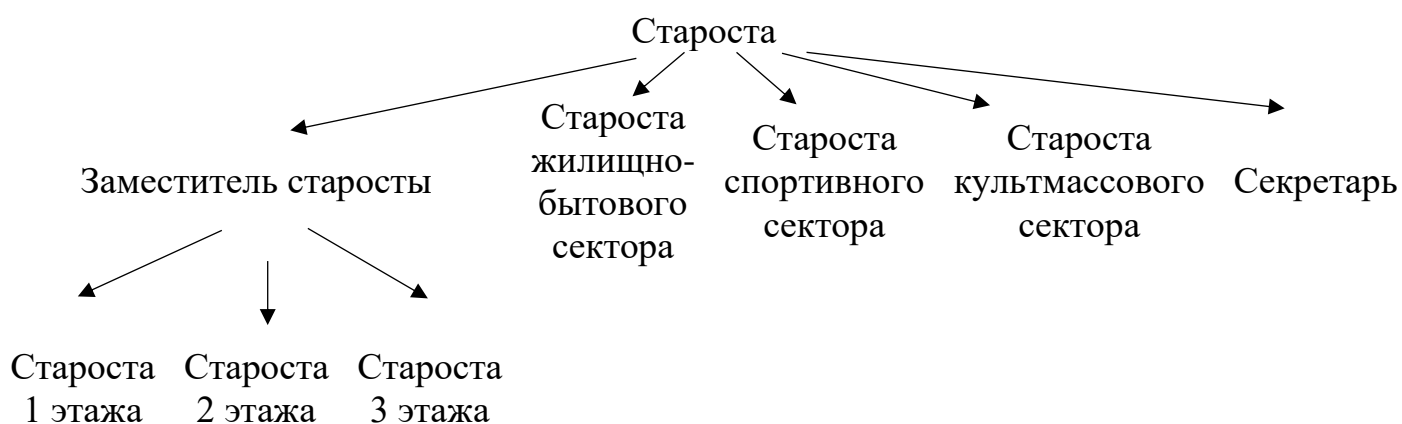 Староста
Заместитель старосты
Староста
жилищно-
бытового
сектора
Староста
спортивного
сектора
Староста
культмассового
сектора
Секретарь
Староста
1 этажа
Староста
2 этажа
Староста
3 этажа